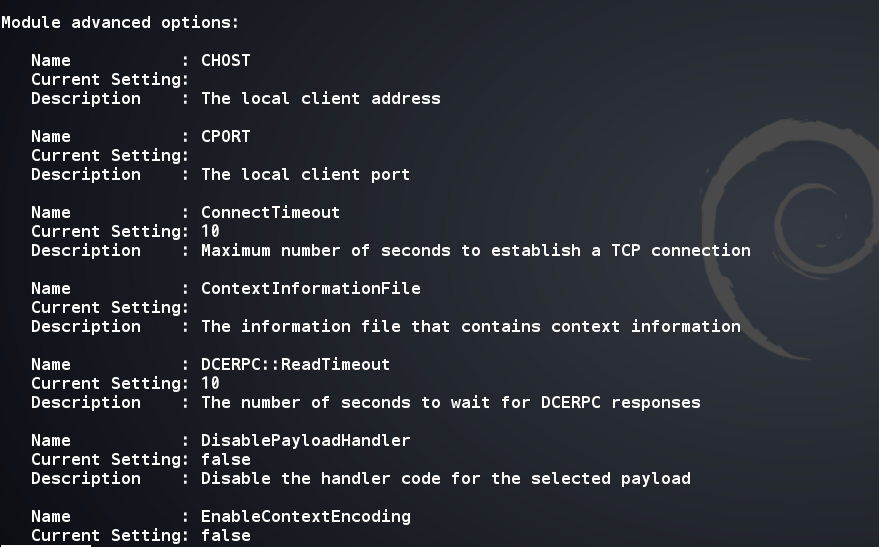 Module advanced options:
Name : CHOST
Current Setting:
Description : The local client address
Name : CPORT
Current Setting:
Description : The local client port
Name : ConnectTimeout
Current Setting: 10
Description : Maximum number of seconds to establish a TCP connection
Name : ContextInformationFile
Current Setting:
Description : The information file that contains context information
Name : DCERPC::ReadTimeout
Current Setting: 10
Description : The number of seconds to wait for DCERPC responses
Name : DisablePayloadHandler
Current Setting: false
Description : Disable the handler code for the selected payload
Name : EnableContextEncoding
Current Setting: false